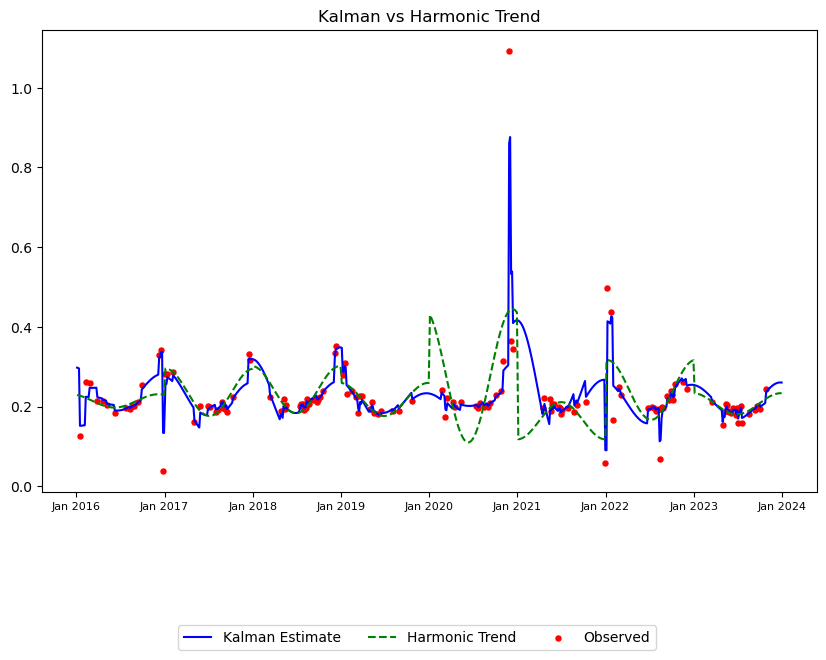 Kalman vs Harmonic Trend
1.0
0.8
0.6
0.4
0.2
0.0
Jan 2016 Jan 2017 Jan 2018 Jan 2019 Jan 2020 Jan 2021 Jan 2022 Jan 2023 Jan 2024
Kalman Estimate Harmonic Trend Observed